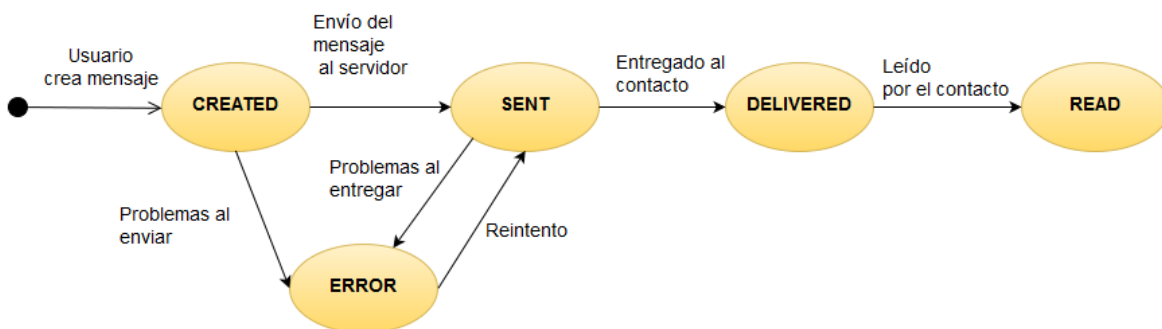 Usuario
crea mensaje
CREATED
Envío del
mensaje
al servidor
SENT
Entregado al
contacto
DELIVERED
Leído
por el contacto
READ
Problemas al
enviar
Problemas al
entregar
Reintento
ERROR